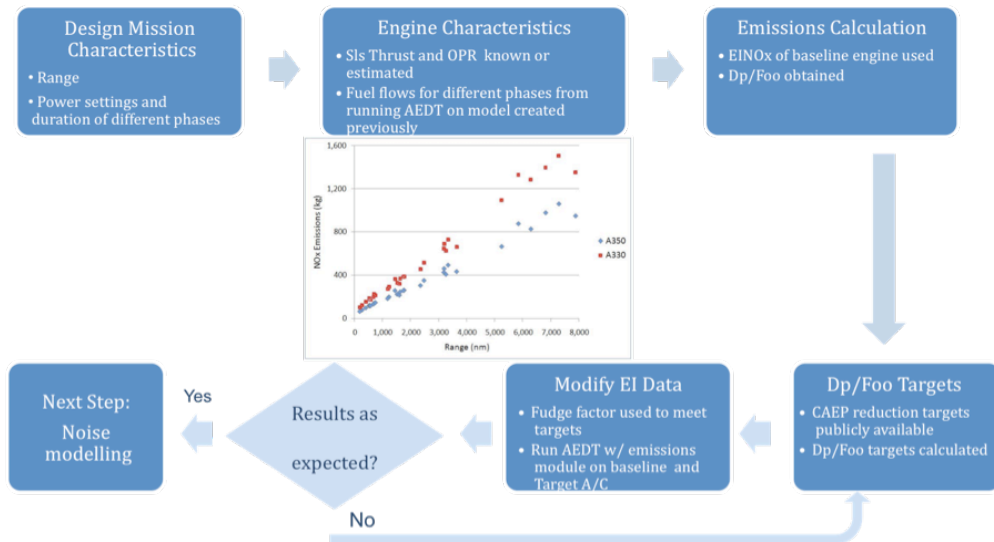 Design Mission
Characteristics
• Range
• Power settings and
duration of different phases
Engine Characteristics
• Sls Thrust and OPR known or
estimated
• Fuel flows for different phases from
running AEDT on model created
previously
Emissions Calculation
• EINOx of baseline engine used
• Dp/Foo obtained
NOx Emissions (kg)
1,600
1,200
800
400
0
0 1,000 2,000 3,000 4,000 5,000 6,000 7,000 8,000
Range (nm)
A350
A330
Dp/Foo Targets
• CAEP reduction targets
publicly available
• Dp/Foo targets calculated
Modify EI Data
• Fudge factor used to meet
targets
• Run AEDT w/ emissions
module on baseline and
Target A/C
Results as
expected?
Yes
No
Next Step:
Noise
modelling